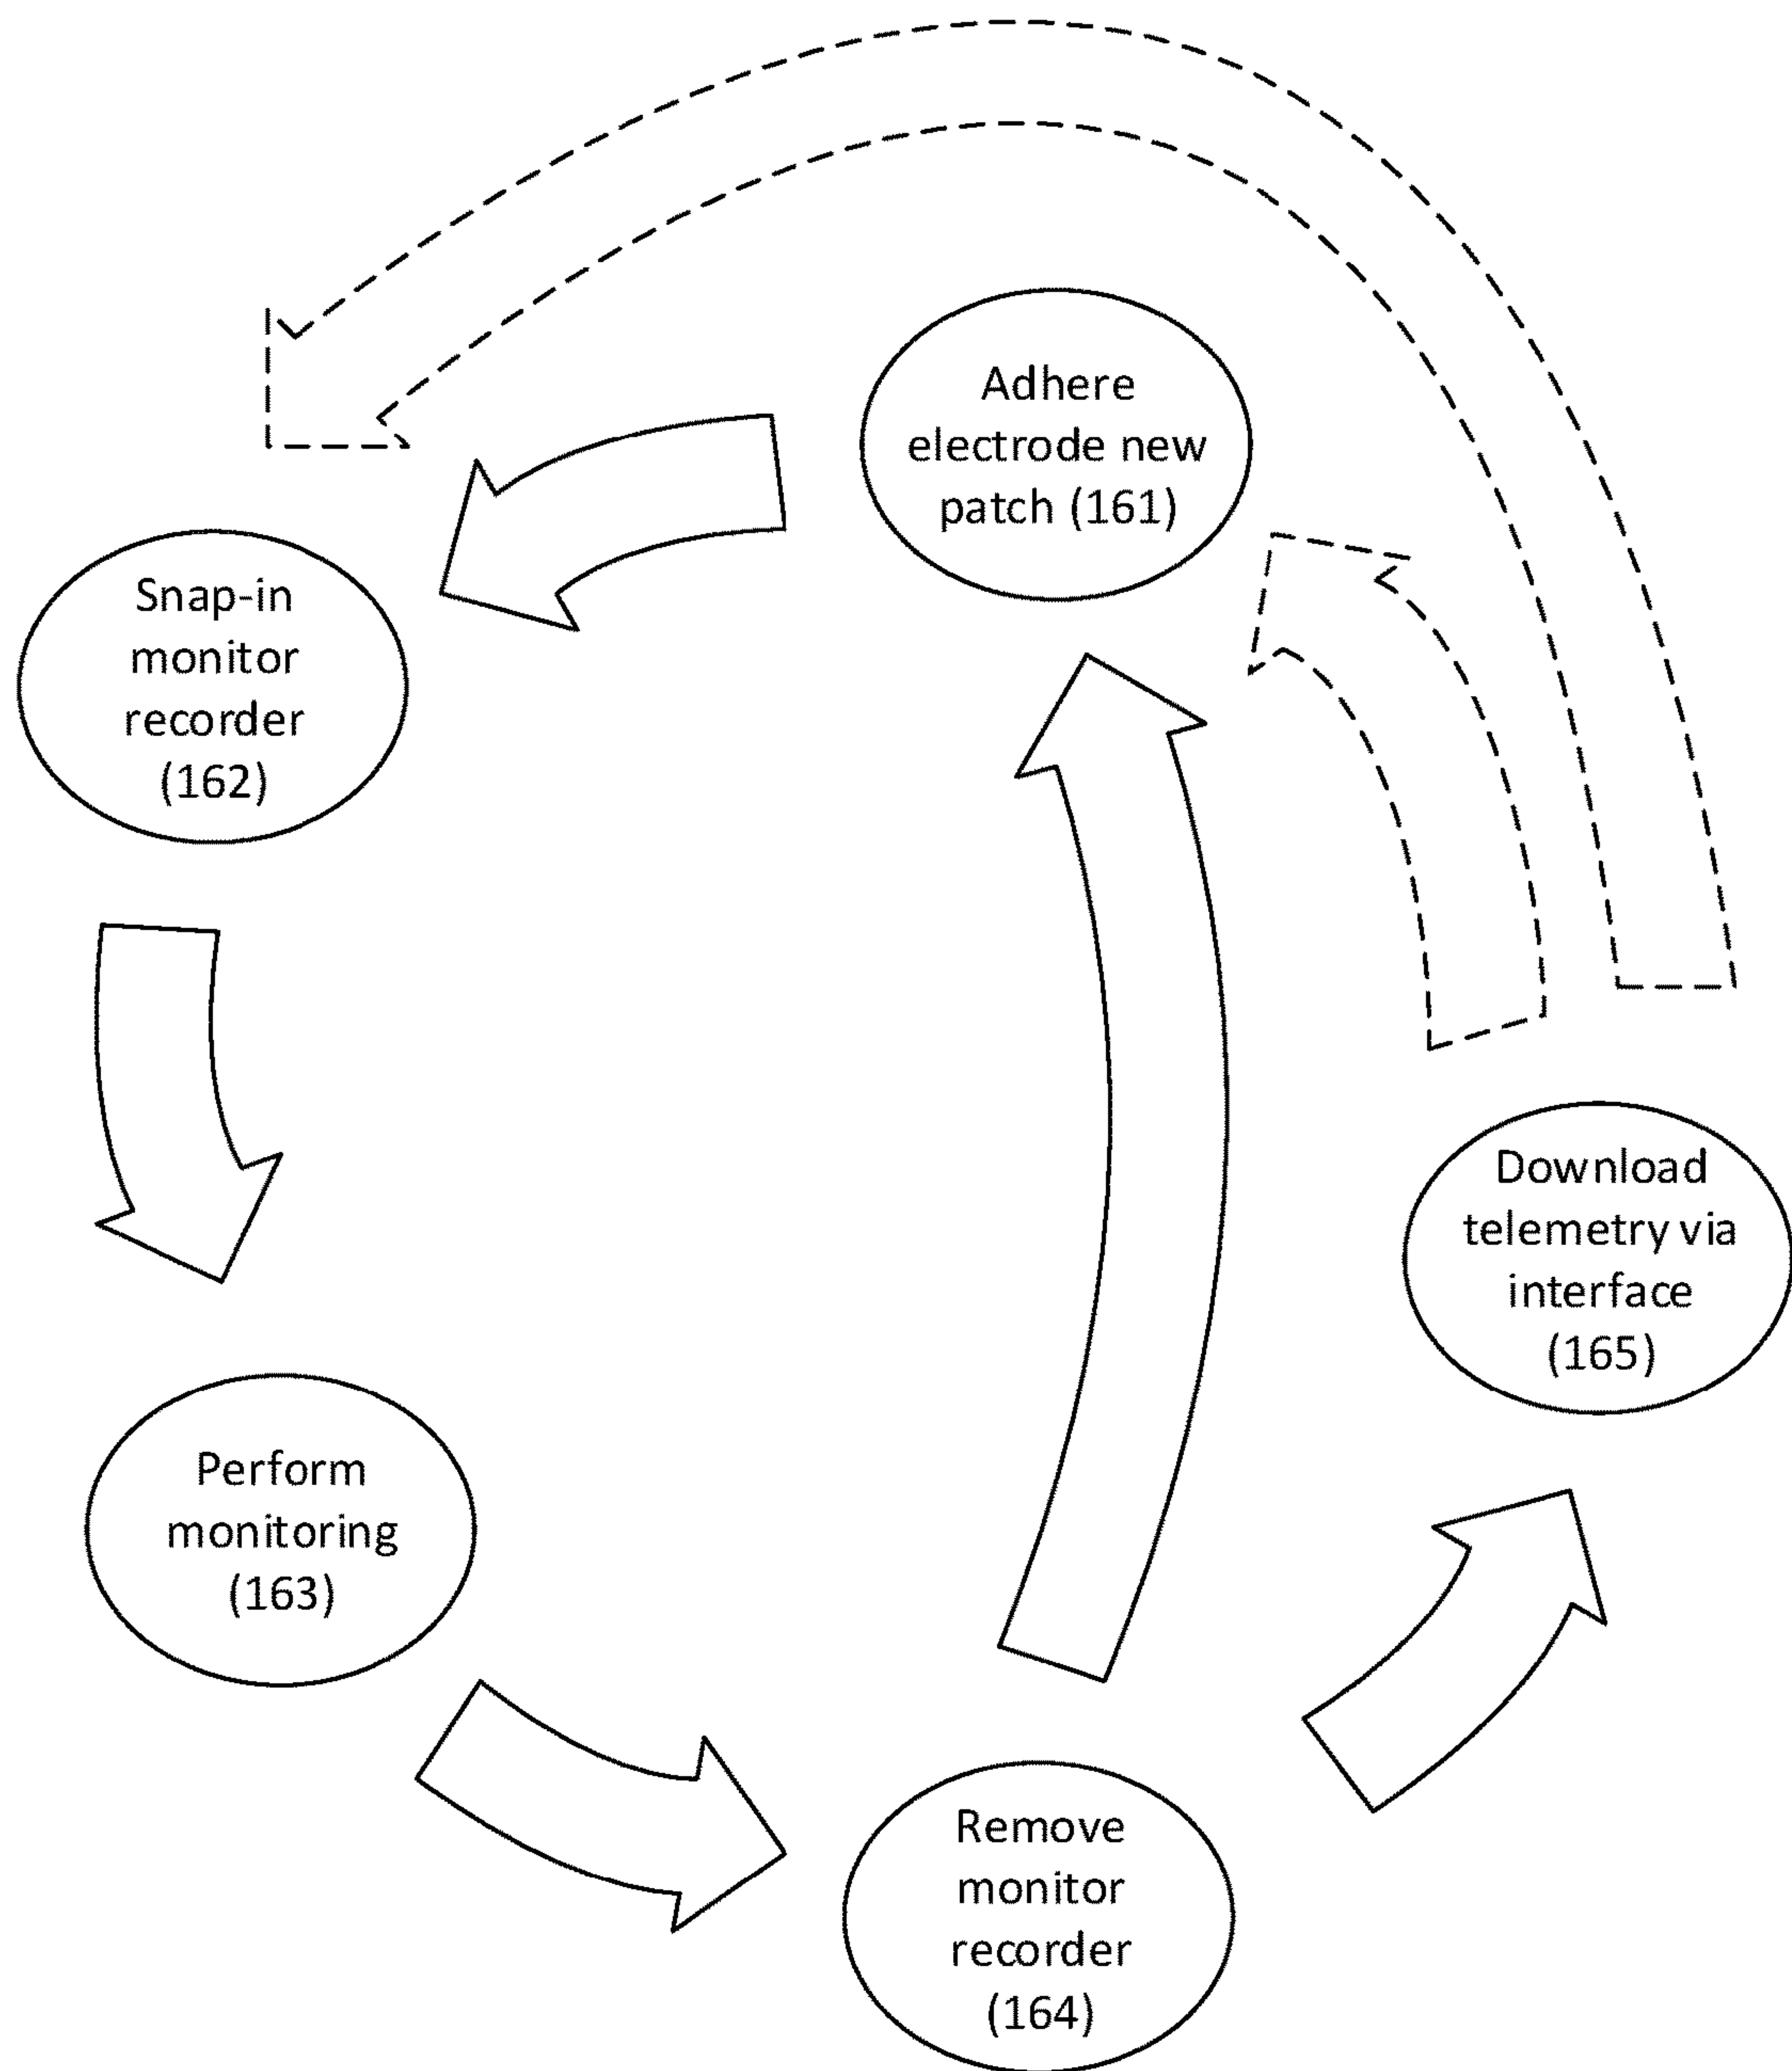 Adhere
electrode new
patch (161)
Snap-in
monitor
recorder
(162)
Download
telemetry via
interface
(165)
Perform
monitoring
(163)
Remove
monitor
recorder
(164)